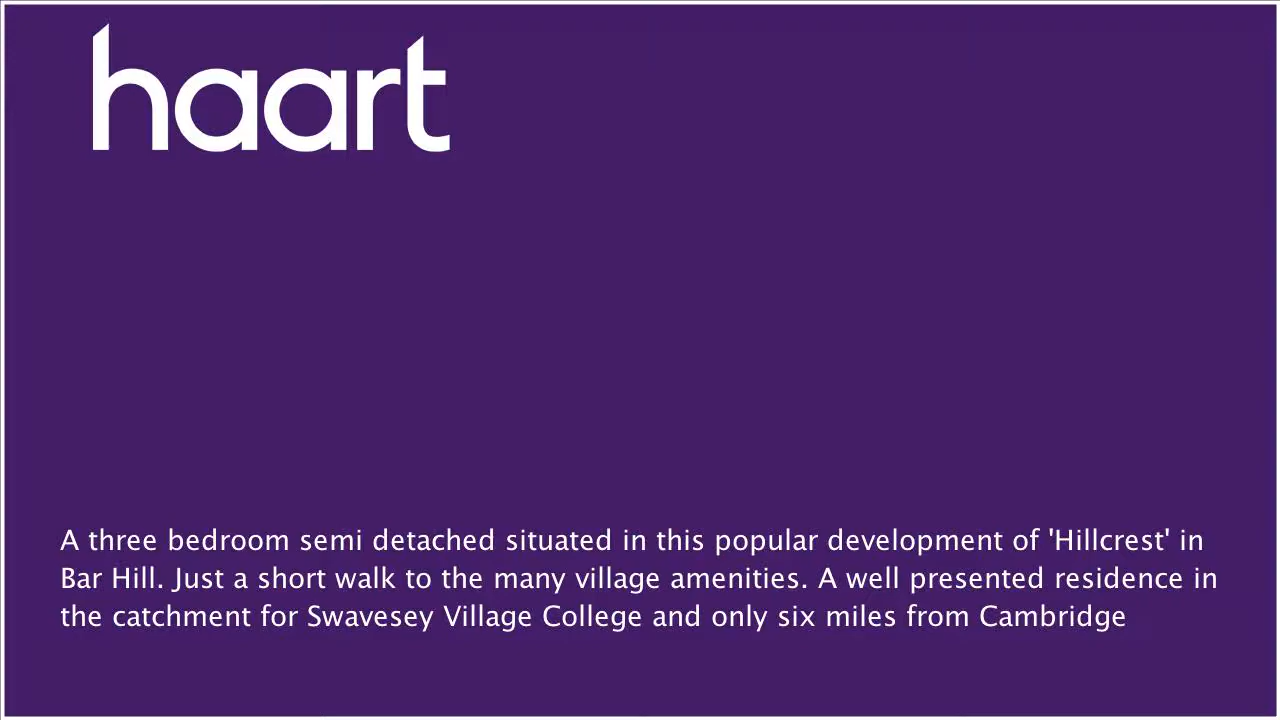 haart
A three bedroom semi detached situated in this popular development of 'Hillcrest' in
Bar Hill. Just a short walk to the many village amenities. A well presented residence in
the catchment for Swavesey Village College and only six miles from Cambridge